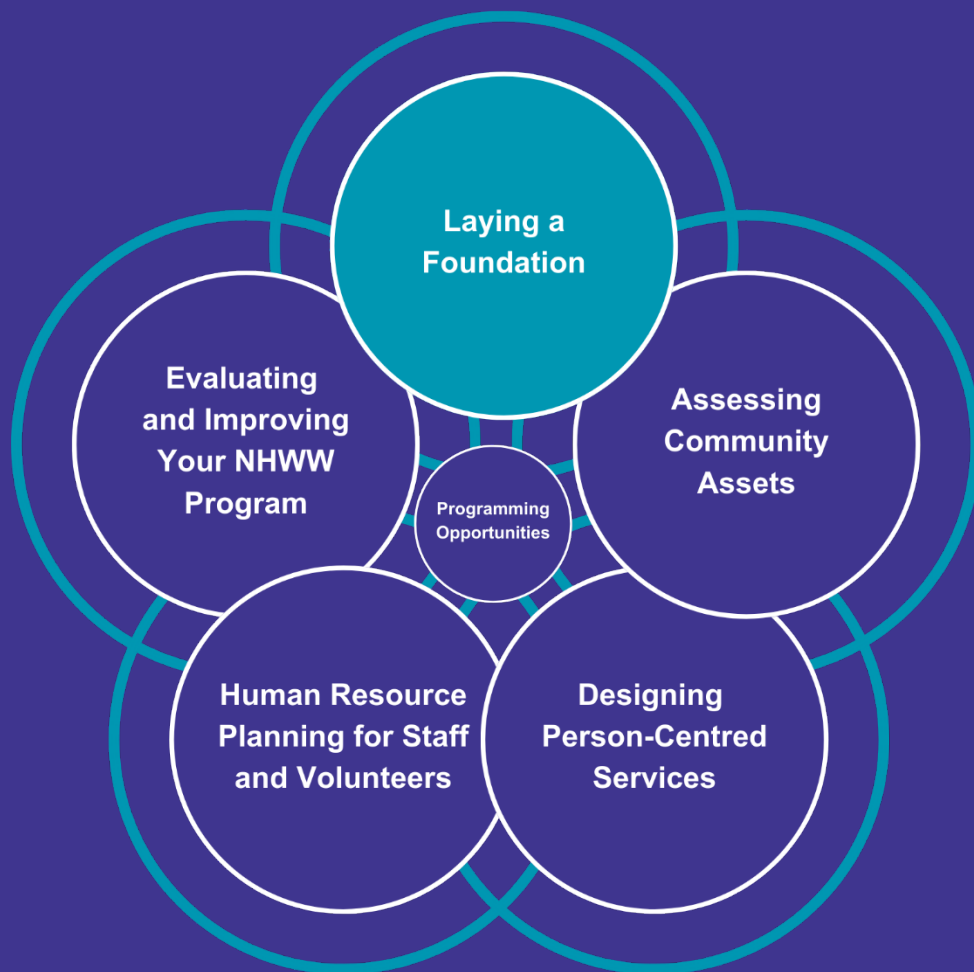 Laying a
Foundation
Assessing
Community
Assets
Designing
Person-Centred
Services
Human Resource
Planning for Staff
and Volunteers
Evaluating
and Improving
Your NHWW
Program
Programming
Opportunities